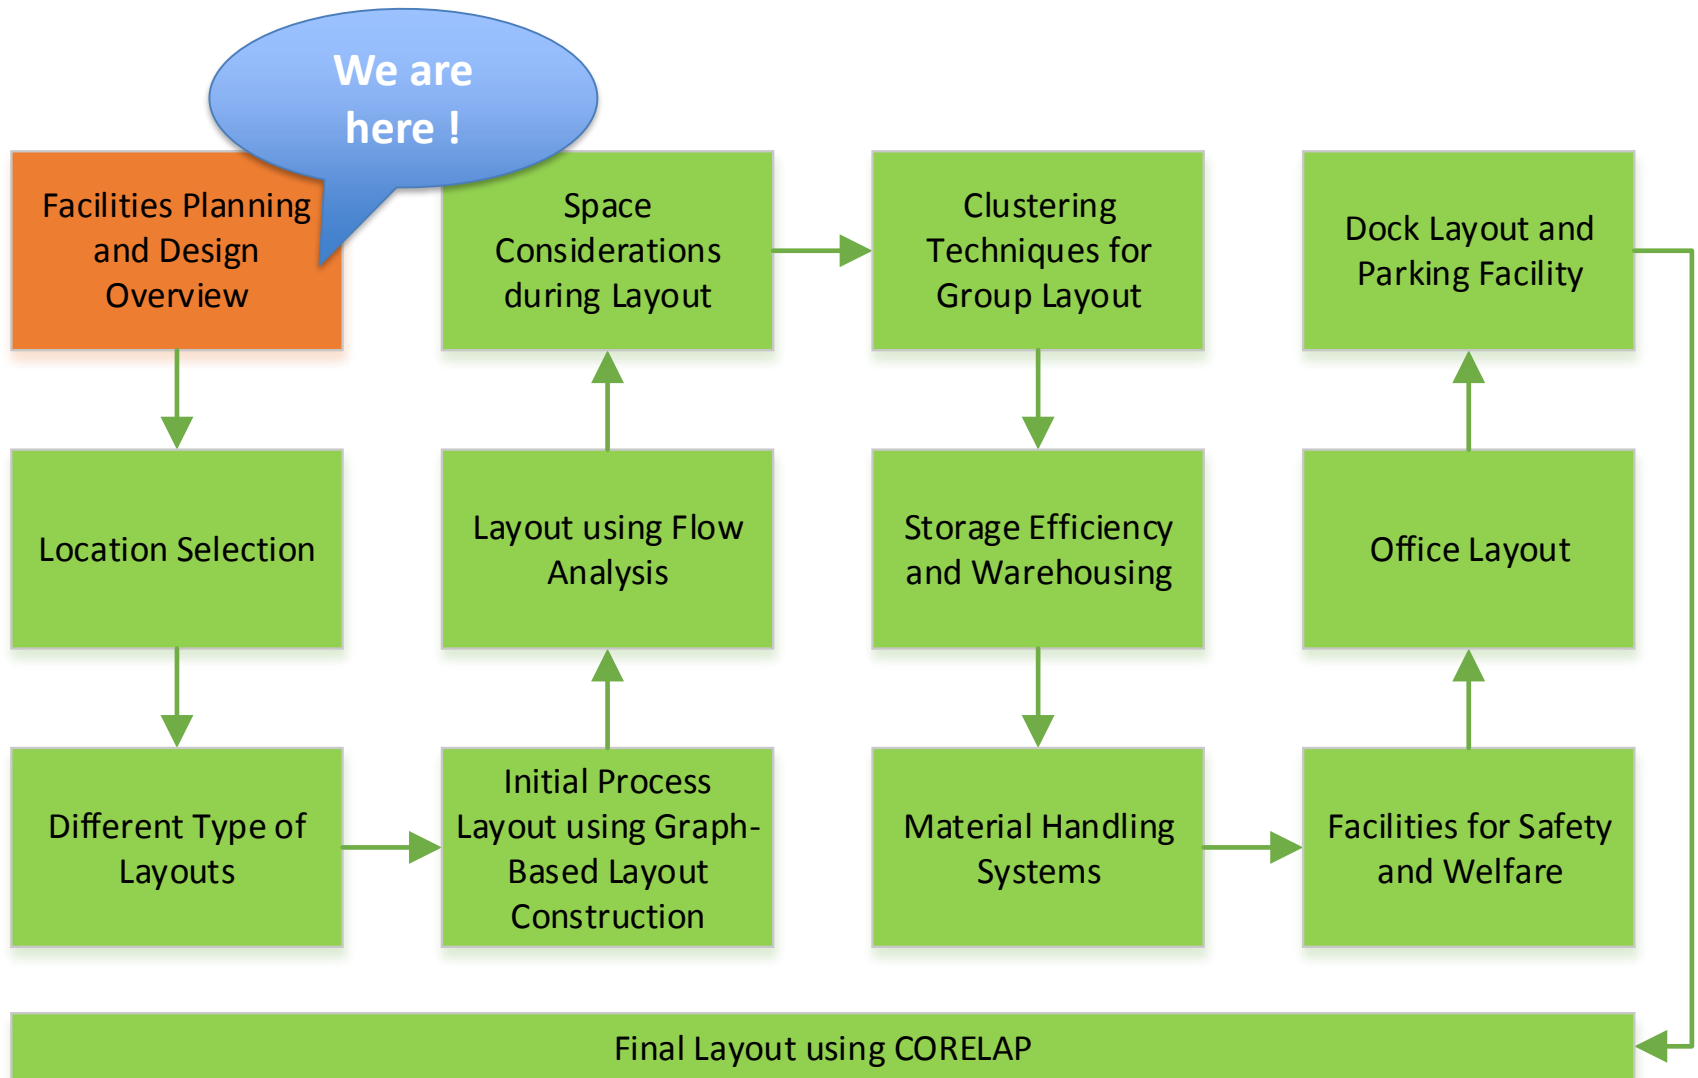 We are
here !
Facilities Planning
and Design
Overview
Location Selection
Different Type of
Layouts
Initial Process
Layout using Graph-
Based Layout
Construction
Layout using Flow
Analysis
Space
Considerations
during Layout
Clustering
Techniques for
Group Layout
Storage Efficiency
and Warehousing
Material Handling
Systems
Facilities for Safety
and Welfare
Office Layout
Dock Layout and
Parking Facility
Final Layout using CORELAP